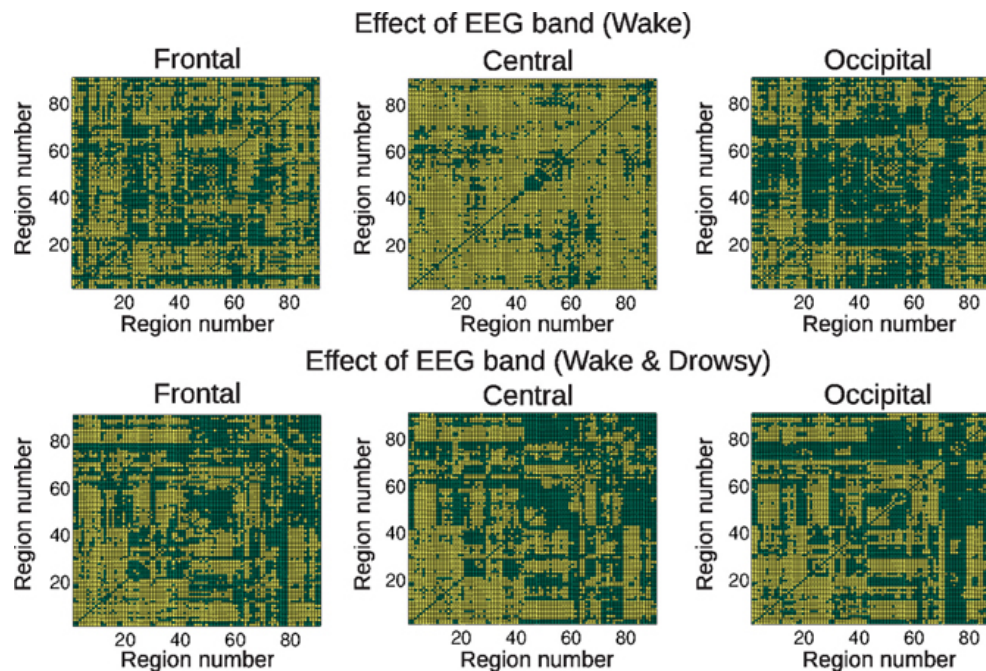 Effect of EEG band (Wake)
Frontal Central Occipital
Region number
80
60
40
20
20 40 60 80
Region number
Region number
80
60
40
20
20 40 60 80
Region number
Region number
80
60
40
20
20 40 60 80
Region number
Effect of EEG band (Wake & Drowsy)
Frontal Central Occipital
Region number
80
60
40
20
20 40 60 80
Region number
Region number
80
60
40
20
20 40 60 80
Region number
Region number
80
60
40
20
20 40 60 80
Region number